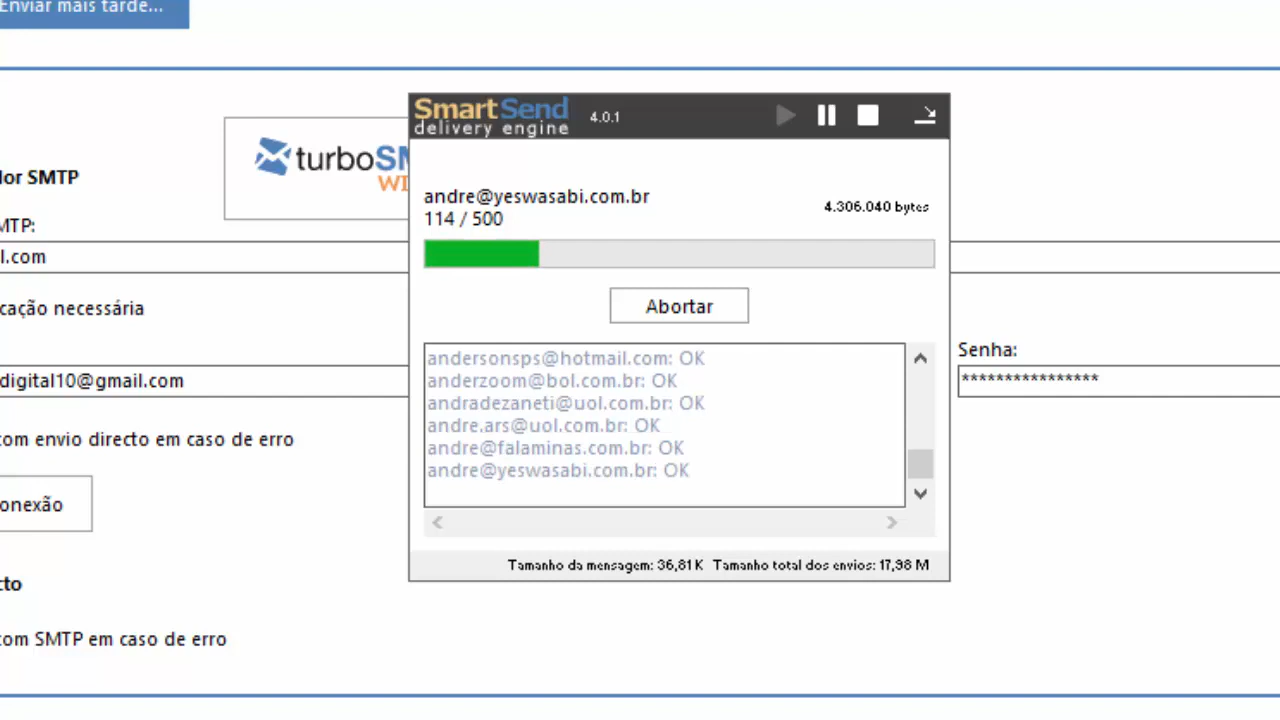 Enviar mais tarde...
SmartSend
delivery engine
4.0.1
turboSM
WI
dor SMTP
andre@yeswasabi.com.br
4.306.040 bytes
114 / 500
MTP:
l.com
Abortar
cação necessária
Senha:
andersonsps@hotmail.com: OK
anderzoom@bol.com.br: OK
andradezaneti@uol.com.br: OK
andre.ars@uol.com.br: OK
andre@falaminas.com.br: OK
andre@yeswasabi.com.br: OK
digital10@gmail.com
****************
com envio directo em caso de erro
onexão
Tamanho da mensagem: 36,81 K Tamanho total dos envios: 17,98 M
cto
com SMTP em caso de erro